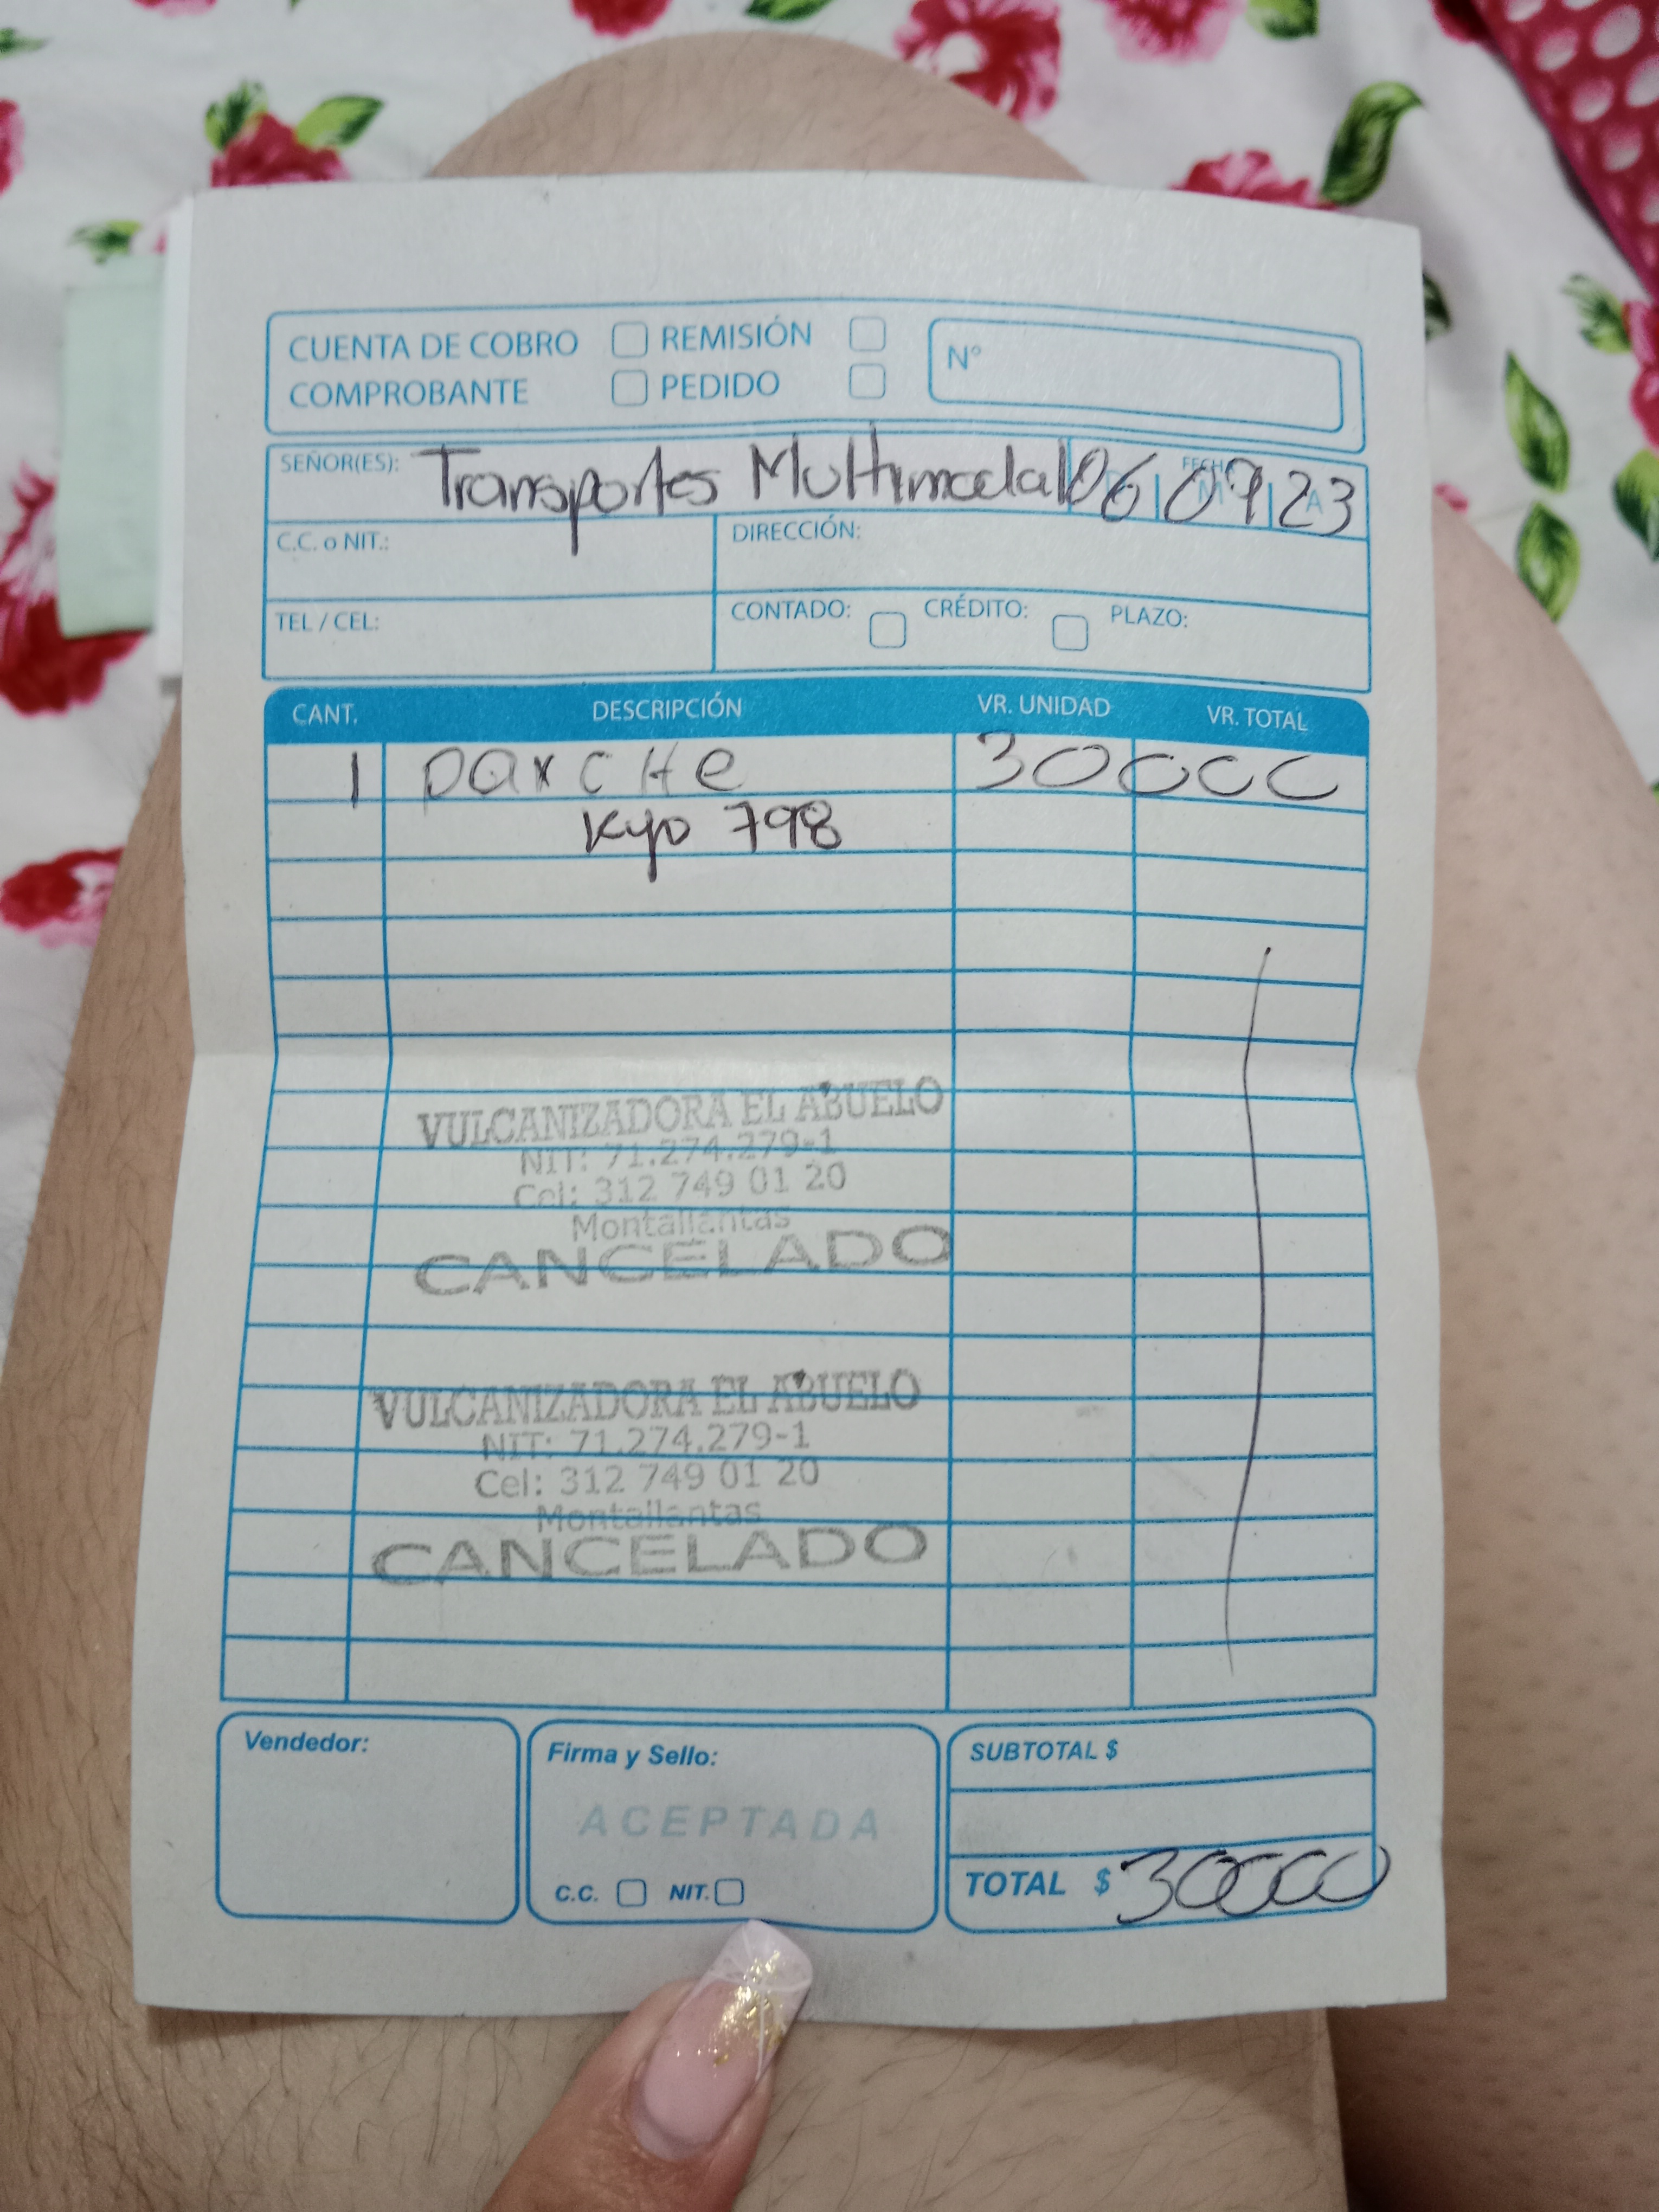 CUENTA DE COBRO REMISIÓN N°
COMPROBANTE PEDIDO
SEÑOR(ES): Transportes Multimodal FECHA 06 09 23
C.C. o NIT.: DIRECCIÓN:
TEL / CEL: CONTADO: CRÉDITO: PLAZO:
CANT. DESCRIPCIÓN VR. UNIDAD VR. TOTAL
1 parche 30000
Kyo 798
VULCANIZADORA EL ABUELO
NIT: 71.274.279-1
Cel: 312 749 01 20
Montallantas
CANCELADO
VULCANIZADORA EL ABUELO
NIT: 71.274.279-1
Cel: 312 749 01 20
Montallantas
CANCELADO
Vendedor: Firma y Sello: SUBTOTAL $
ACEPTADA
C.C. NIT. TOTAL $ 30000